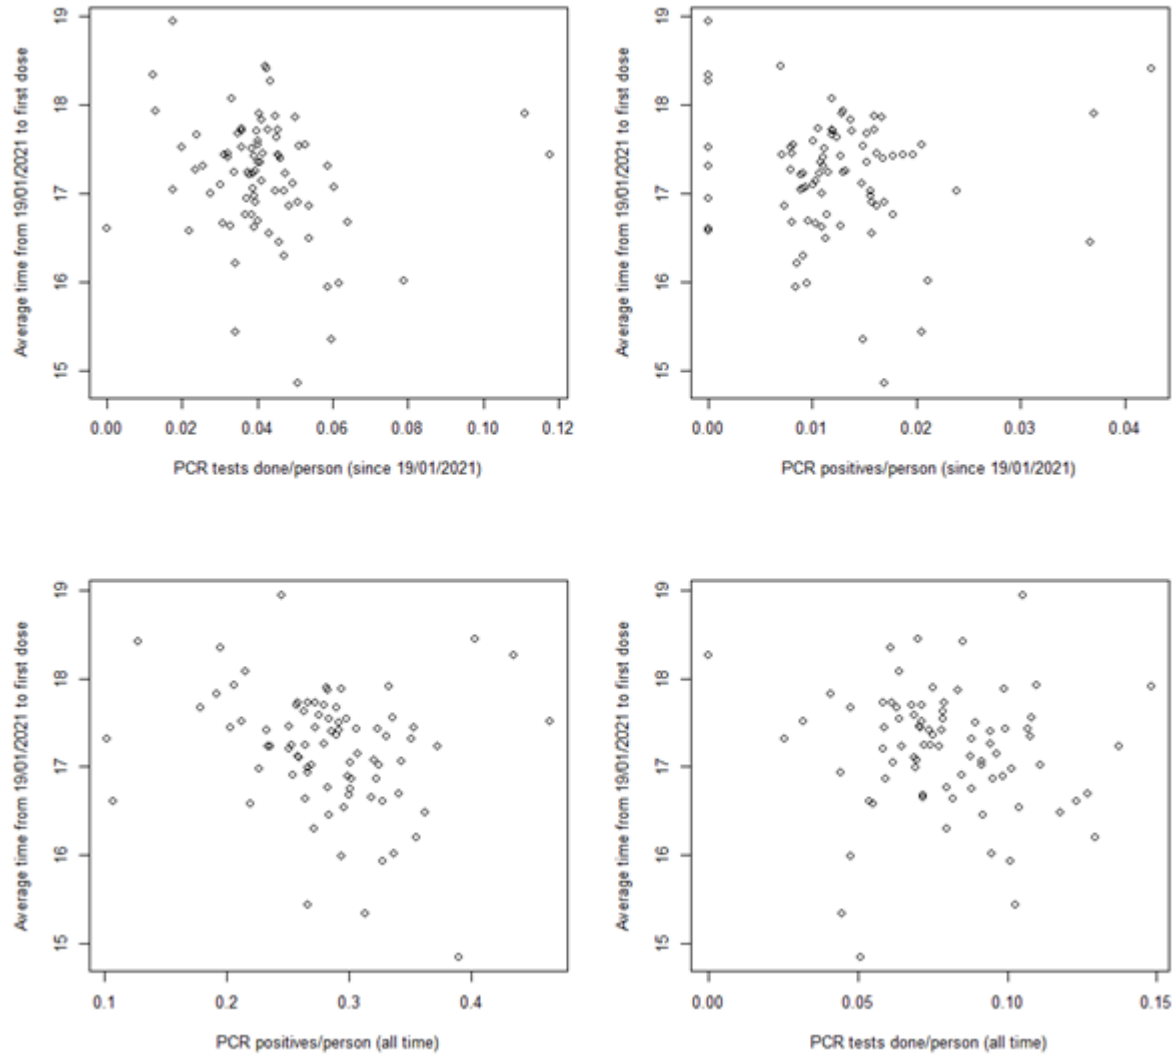 19
18
17
16
15
Average time from 19/01/2021 to first dose
0.00 0.02 0.04 0.06 0.08 0.10 0.12
PCR tests done/person (since 19/01/2021)
19
18
17
16
15
Average time from 19/01/2021 to first dose
0.00 0.01 0.02 0.03 0.04
PCR positives/person (since 19/01/2021)
19
18
17
16
15
Average time from 19/01/2021 to first dose
0.1 0.2 0.3 0.4
PCR positives/person (all time)
19
18
17
16
15
Average time from 19/01/2021 to first dose
0.00 0.05 0.10 0.15
PCR tests done/person (all time)